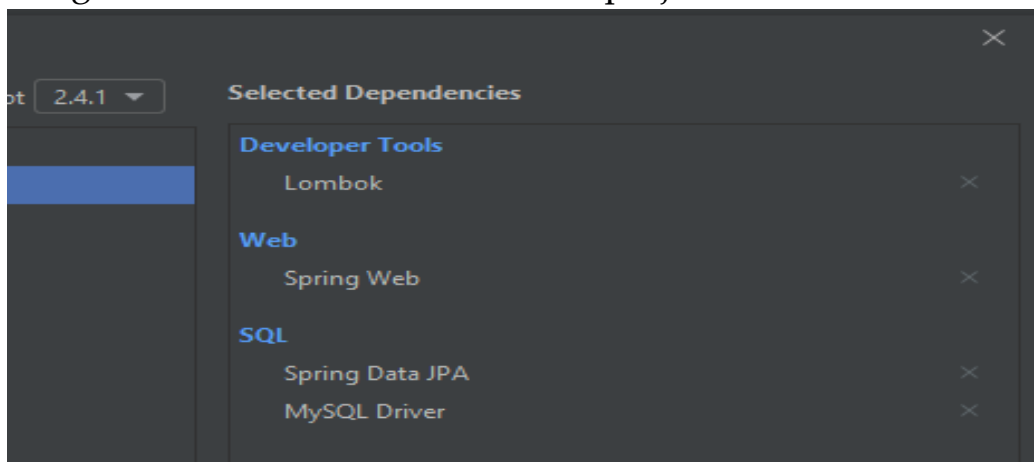 ot 2.4.1
Selected Dependencies
Developer Tools
Lombok
Web
Spring Web
SQL
Spring Data JPA
MySQL Driver